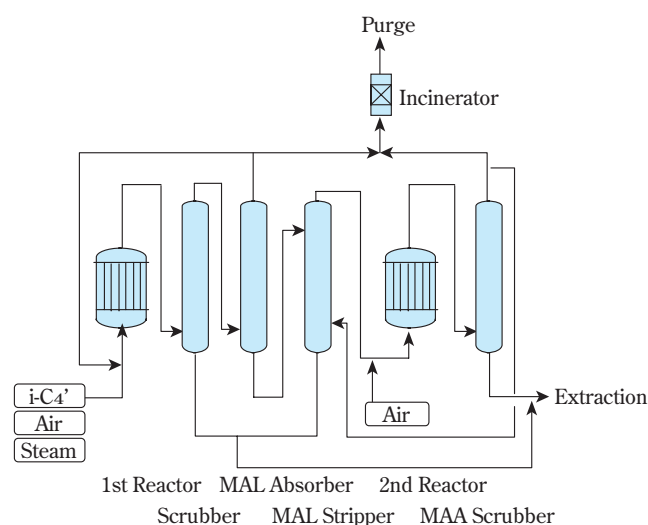 Purge
Incinerator
i-C4’
Air
Steam
Air
Extraction
1st Reactor MAL Absorber 2nd Reactor
Scrubber MAL Stripper MAA Scrubber